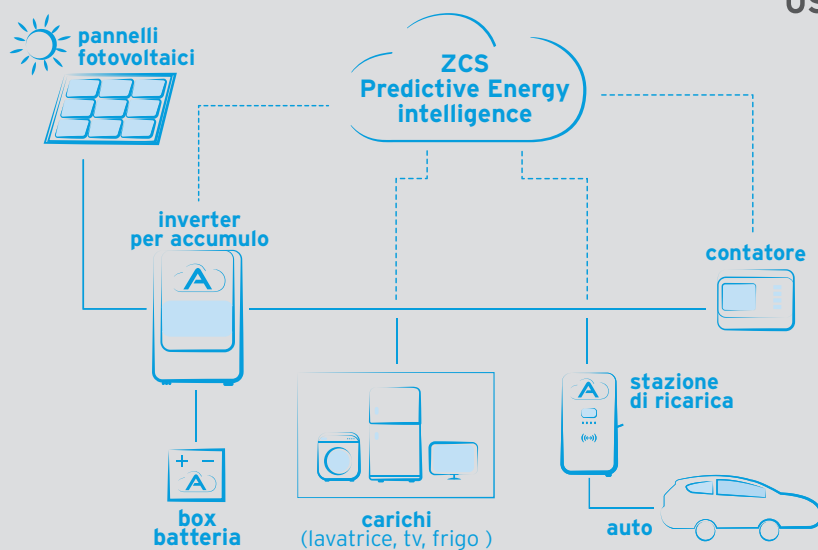 US
pannelli
fotovoltaici
ZCS
Predictive Energy
intelligence
inverter
per accumulo
contatore
A
A
stazione
di ricarica
+ -
A
box
batteria
carichi
(lavatrice, tv, frigo )
auto